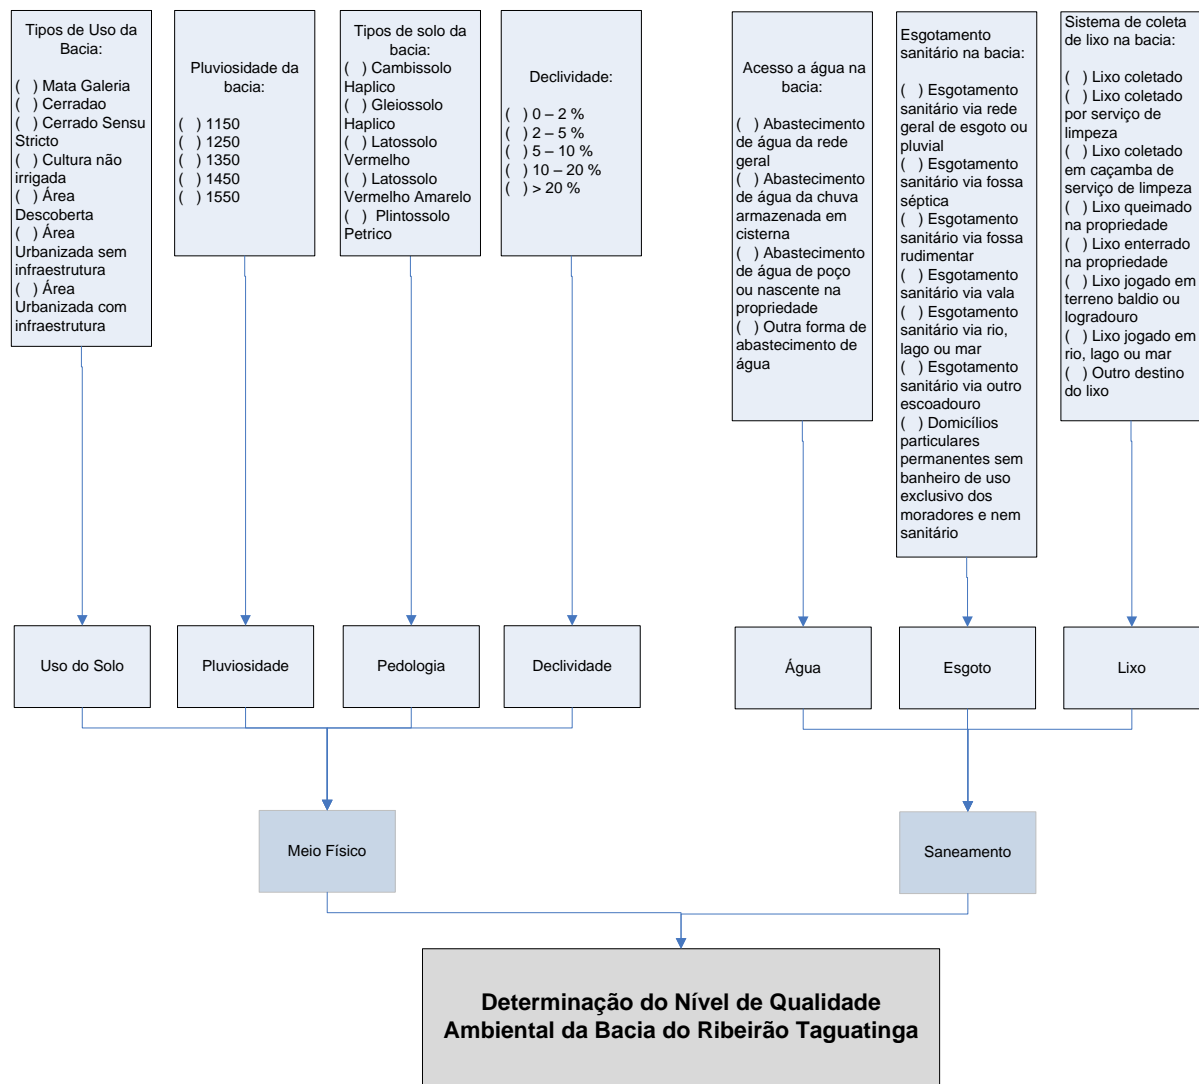 Tipos de Uso da
Bacia:
( ) Mata Galeria
( ) Cerradao
( ) Cerrado Sensu
Stricto
( ) Cultura não
irrigada
( ) Área
Descoberta
( ) Área
Urbanizada sem
infraestrutura
( ) Área
Urbanizada com
infraestrutura
Pluviosidade da
bacia:
( ) 1150
( ) 1250
( ) 1350
( ) 1450
( ) 1550
Tipos de solo da
bacia:
( ) Cambissolo
Haplico
( ) Gleiossolo
Haplico
( ) Latossolo
Vermelho
( ) Latossolo
Vermelho Amarelo
( ) Plintossolo
Petrico
Declividade:
( ) 0 – 2 %
( ) 2 – 5 %
( ) 5 – 10 %
( ) 10 – 20 %
( ) > 20 %
Acesso a água na
bacia:
( ) Abastecimento
de água da rede
geral
( ) Abastecimento
de água da chuva
armazenada em
cisterna
( ) Abastecimento
de água de poço
ou nascente na
propriedade
( ) Outra forma de
abastecimento de
água
Esgotamento
sanitário na bacia:
( ) Esgotamento
sanitário via rede
geral de esgoto ou
pluvial
( ) Esgotamento
sanitário via fossa
séptica
( ) Esgotamento
sanitário via fossa
rudimentar
( ) Esgotamento
sanitário via vala
( ) Esgotamento
sanitário via rio,
lago ou mar
( ) Esgotamento
sanitário via outro
escoadouro
( ) Domicílios
particulares
permanentes sem
banheiro de uso
exclusivo dos
moradores e nem
sanitário
Sistema de coleta
de lixo na bacia:
( ) Lixo coletado
( ) Lixo coletado
por serviço de
limpeza
( ) Lixo coletado
em caçamba de
serviço de limpeza
( ) Lixo queimado
na propriedade
( ) Lixo enterrado
na propriedade
( ) Lixo jogado em
terreno baldio ou
logradouro
( ) Lixo jogado em
rio, lago ou mar
( ) Outro destino
do lixo
Uso do Solo
Pluviosidade
Pedologia
Declividade
Água
Esgoto
Lixo
Meio Físico
Saneamento
Determinação do Nível de Qualidade
Ambiental da Bacia do Ribeirão Taguatinga